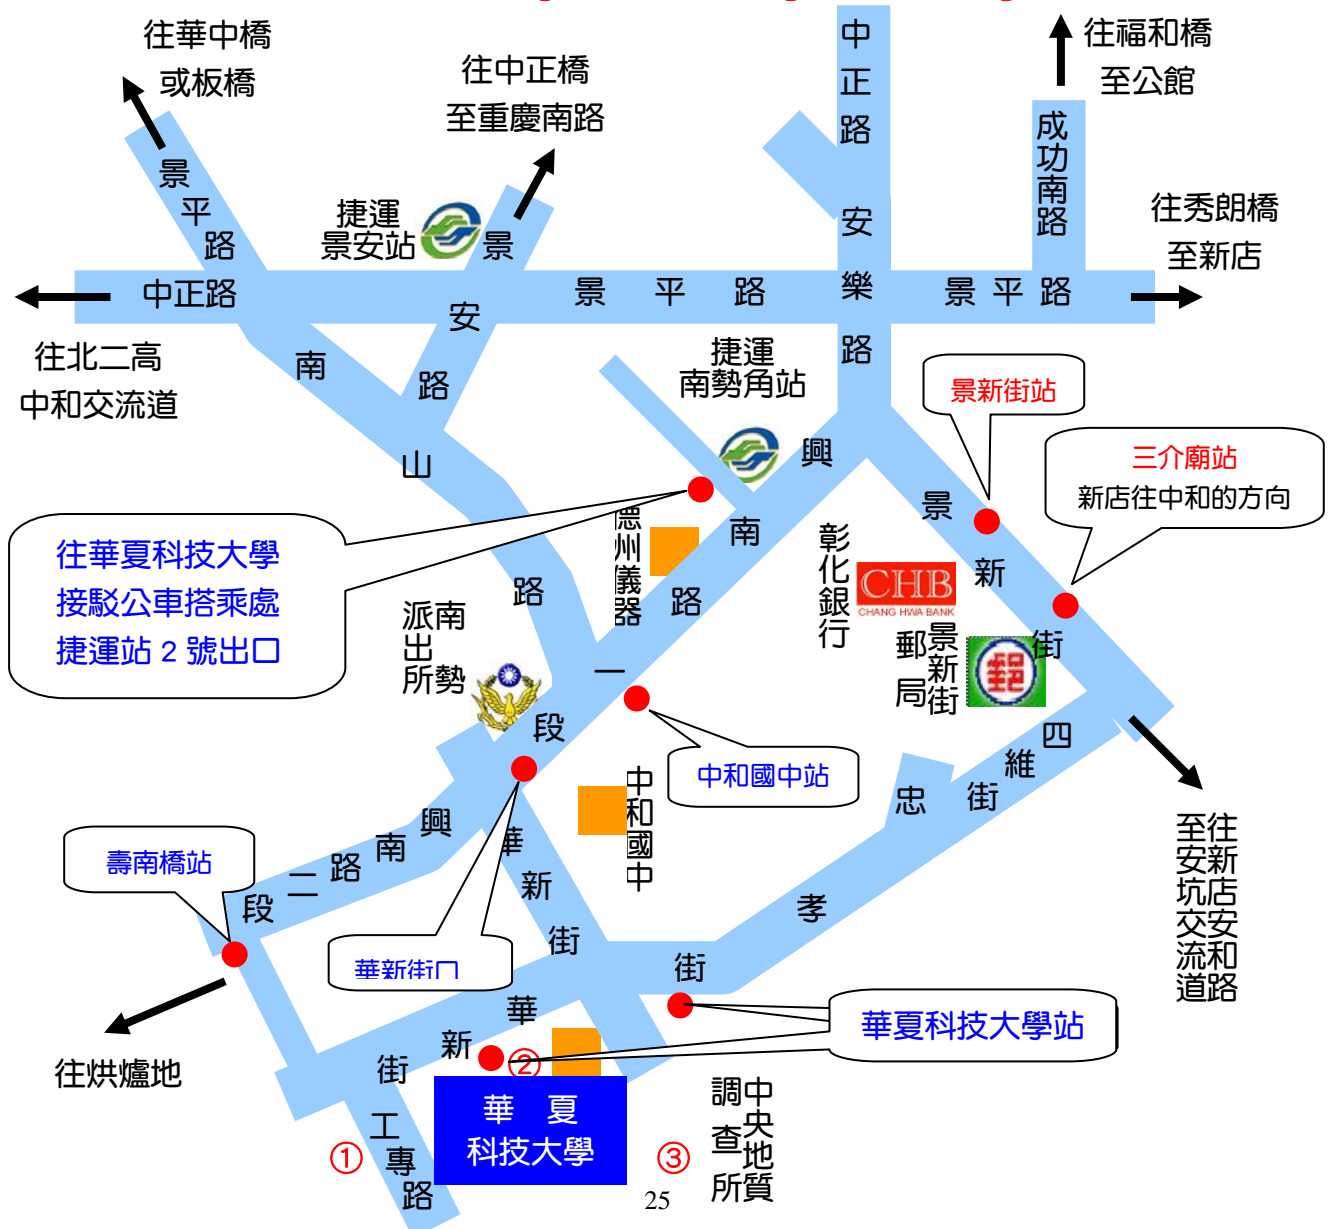 往華中橋
或板橋
往中正橋
至重慶南路
中正路
往福和橋
至公館
成功南路
往秀朗橋
至新店
景平路
捷運
景安站
景安路
中正路
景平路
安樂路
景平路
往北二高
中和交流道
南山路
捷運
南勢角站
景新街站
三介廟站
新店往中和的方向
興南路一段
景新街
往華夏科技大學
接駁公車搭乘處
捷運站 2 號出口
德州儀器
彰化銀行
CHB
CHANG HWA BANK
景新街
郵局
郵
南勢
派出所
中和國中站
中和國中
四維街
忠孝街
往新店安和路
至安坑交流道
興南路二段
壽南橋站
華新街
華新街口
華新街
華夏科技大學站
往烘爐地
工專路
①
②
③
華 夏
科技大學
中央地質
調查所
25